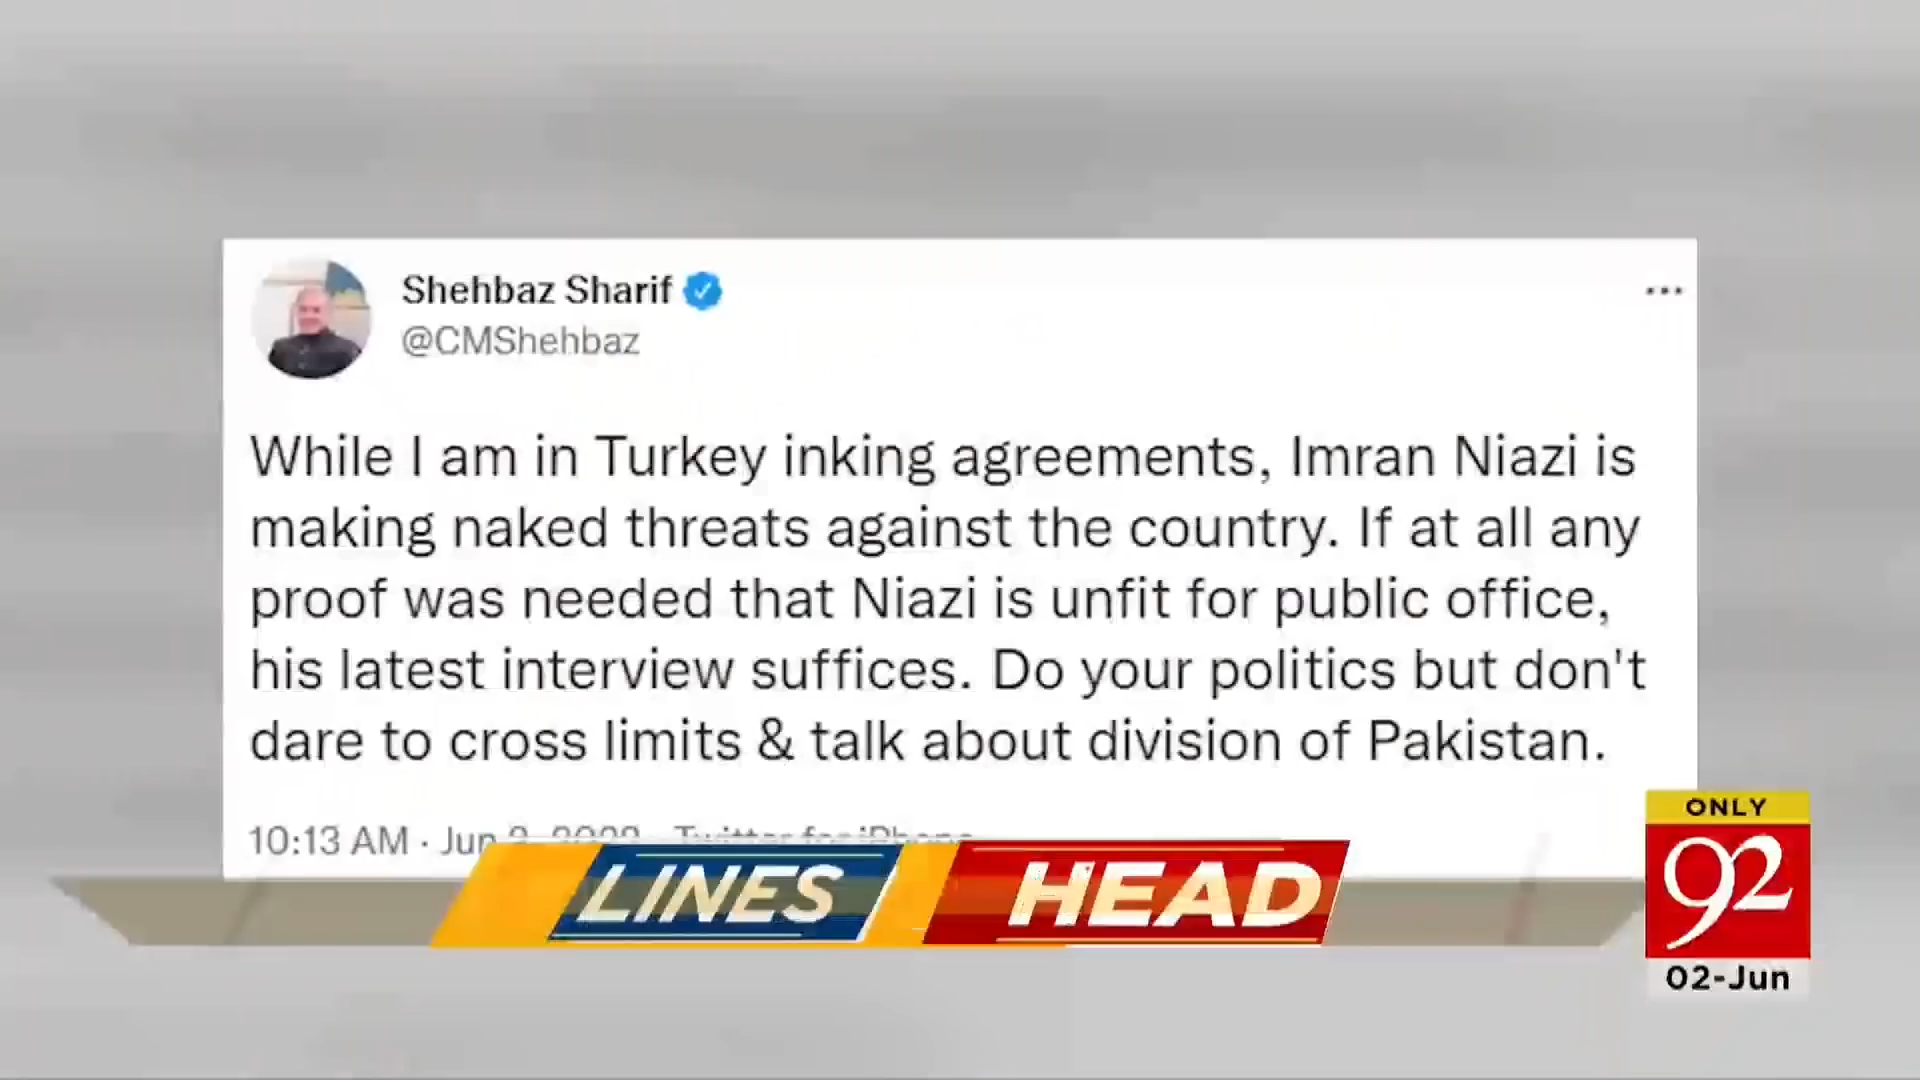 Shehbaz Sharif
@CMShehbaz
While I am in Turkey inking agreements, Imran Niazi is
making naked threats against the country. If at all any
proof was needed that Niazi is unfit for public office,
his latest interview suffices. Do your politics but don't
dare to cross limits & talk about division of Pakistan.
10:13 AM · Jun
LINES HEAD
ONLY
92
02-Jun